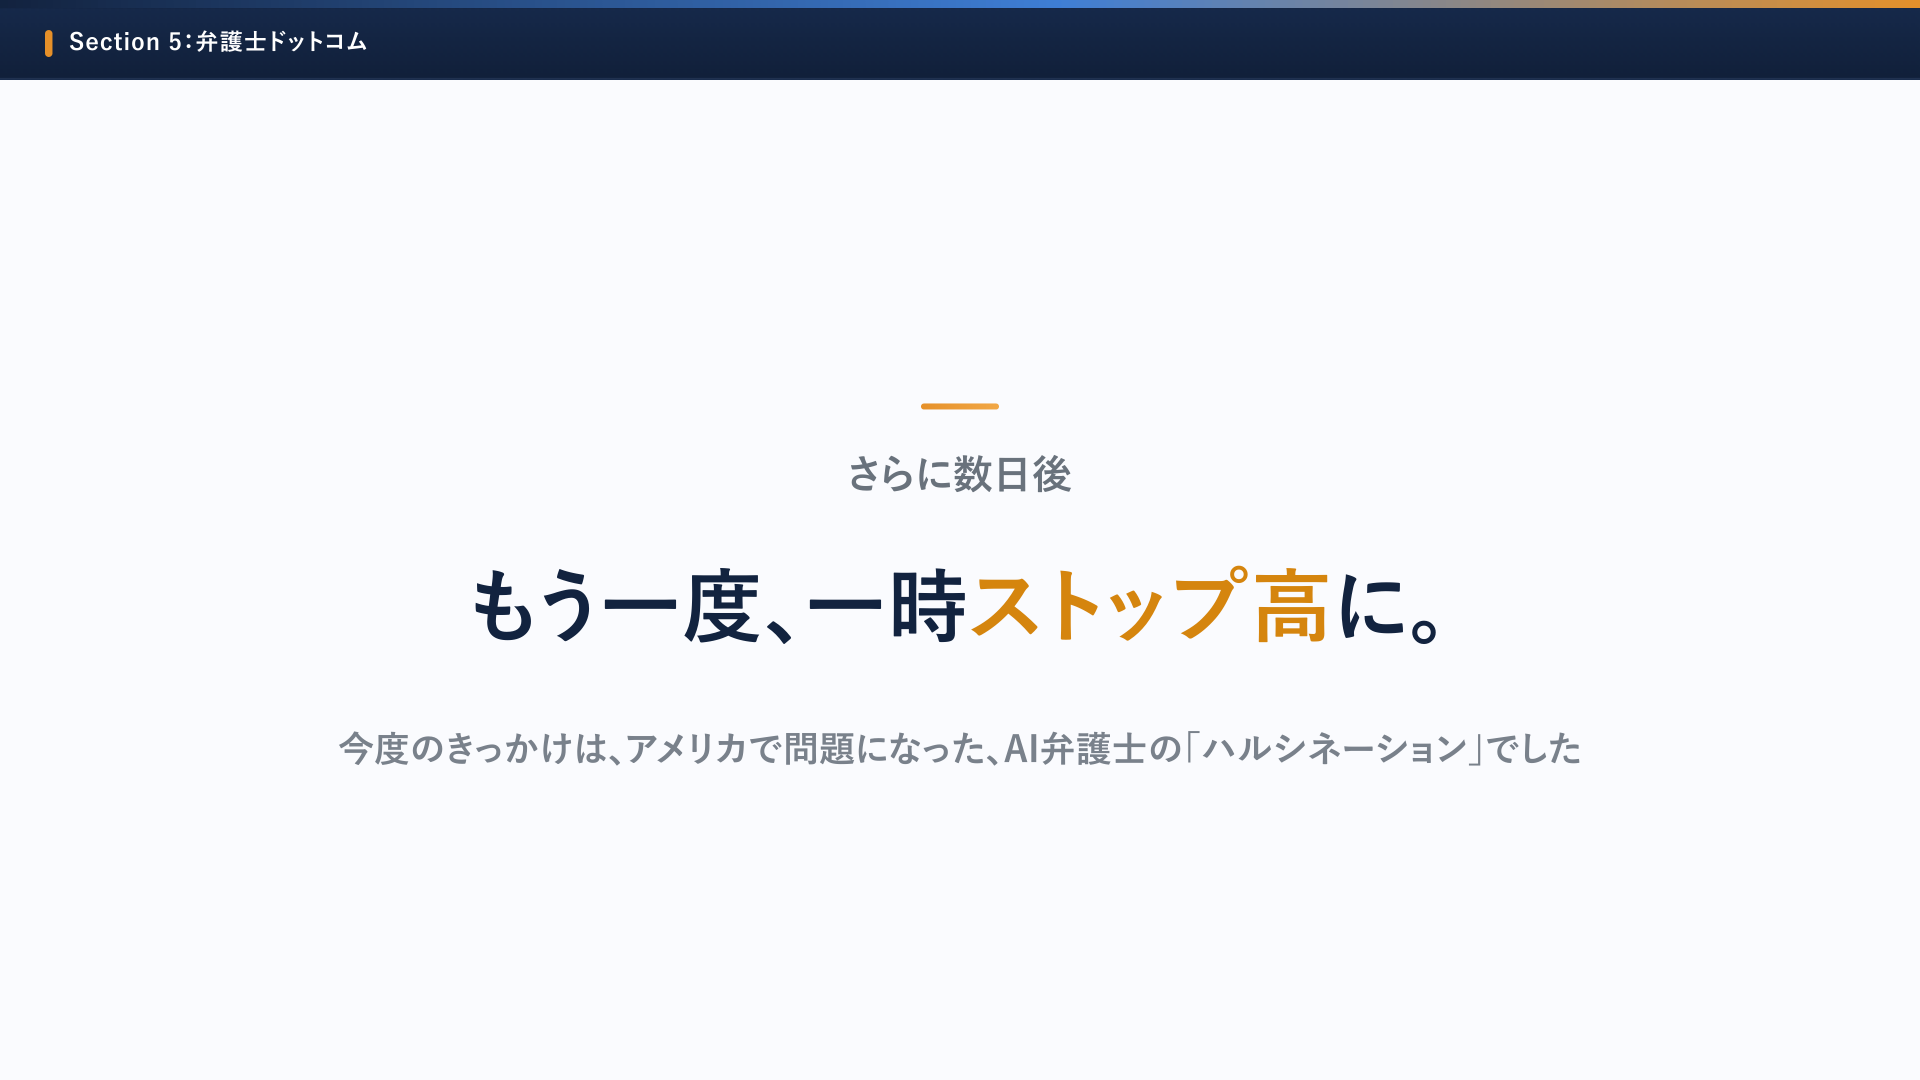 Section 5：弁護士ドットコム
さらに数日後
もう一度、一時ストップ高に。
今度のきっかけは、アメリカで問題になった、AI弁護士の「ハルシネーション」でした